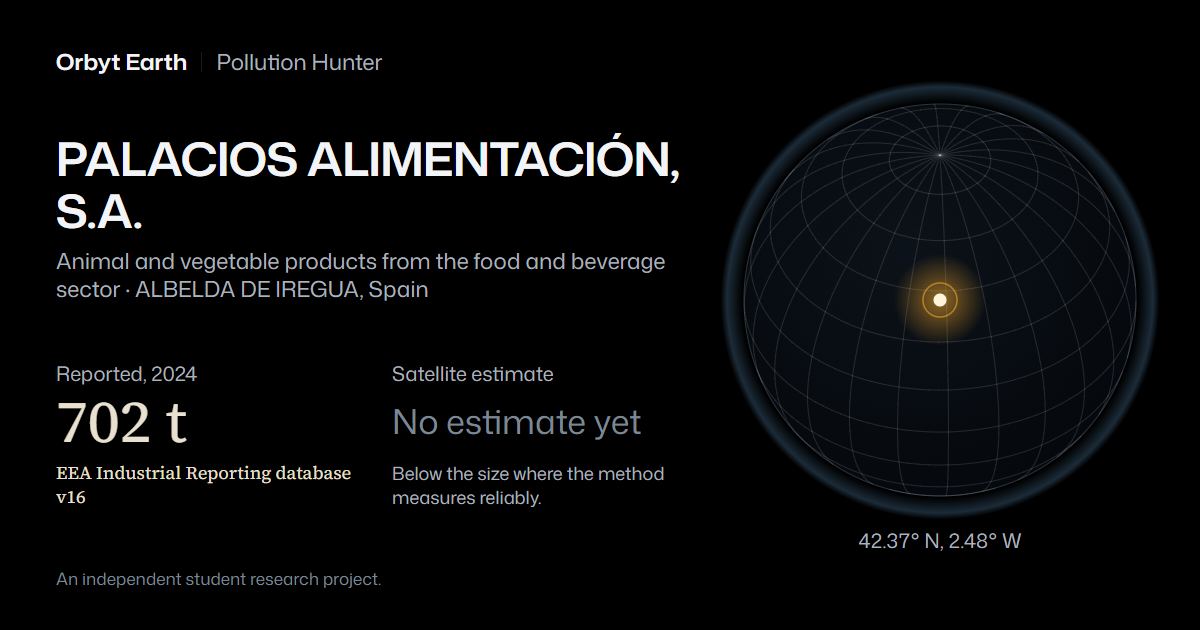 Orbyt Earth | Pollution Hunter
PALACIOS ALIMENTACIÓN,
S.A.
Animal and vegetable products from the food and beverage
sector · ALBELDA DE IREGUA, Spain
Reported, 2024
702 t
EEA Industrial Reporting database
v16
Satellite estimate
No estimate yet
Below the size where the method
measures reliably.
42.37° N, 2.48° W
An independent student research project.